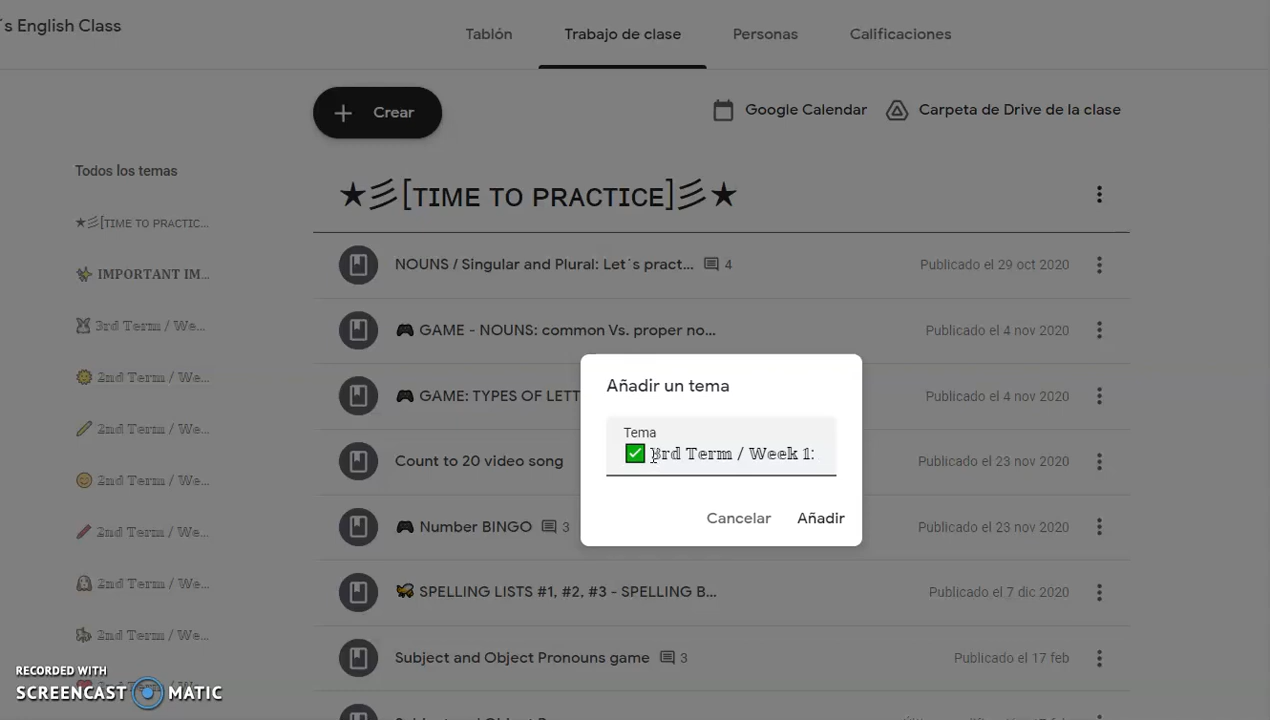 ´s English Class
Tablón
Trabajo de clase
Personas
Calificaciones
Crear
Google Calendar
Carpeta de Drive de la clase
Todos los temas
★彡[TIME TO PRACTIC...
IMPORTANT IM...
3rd Term / We...
2nd Term / We...
2nd Term / We...
2nd Term / We...
2nd Term / We...
2nd Term / We...
2nd Term / We...
★彡[TIME TO PRACTICE]彡★
NOUNS / Singular and Plural: Let´s pract... 4 Publicado el 29 oct 2020
🎮 GAME - NOUNS: common Vs. proper no... Publicado el 4 nov 2020
🎮 GAME: TYPES OF LETT Publicado el 4 nov 2020
Count to 20 video song Publicado el 23 nov 2020
🎮 Number BINGO 3 Publicado el 23 nov 2020
🐝 SPELLING LISTS #1, #2, #3 - SPELLING B... Publicado el 7 dic 2020
Subject and Object Pronouns game 3 Publicado el 17 feb
Añadir un tema
Tema
✅ 3rd Term / Week 1:
Cancelar
Añadir
RECORDED WITH
SCREENCAST MATIC